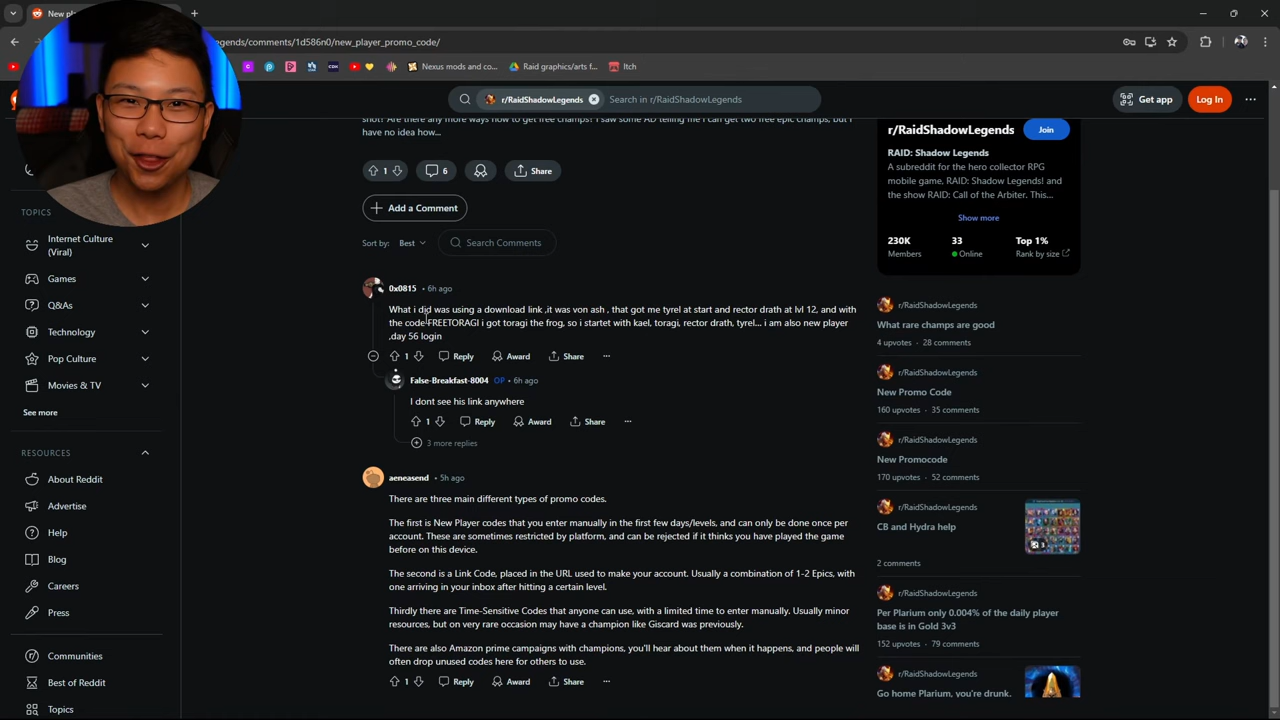 New pl
egends/comments/1d586n0/new_player_promo_code/
Nexus mods and co...
Raid graphics/arts f...
Itch
r/RaidShadowLegends
Search in r/RaidShadowLegends
Get app
Log In
shot! Are there any more ways how to get free champs? I saw some AD telling me I can get two free epic champs, but I
have no idea how...
1
6
Share
Add a Comment
Sort by:
Best
Search Comments
0x0815 • 6h ago
What i did was using a download link ,it was von ash , that got me tyrel at start and rector drath at lvl 12, and with
the code FREETORAGI i got toragi the frog, so i startet with kael, toragi, rector drath, tyrel... i am also new player
,day 56 login
1
Reply
Award
Share
False-Breakfast-8004 OP • 6h ago
I dont see his link anywhere
1
Reply
Award
Share
3 more replies
aeneasend • 5h ago
There are three main different types of promo codes.
The first is New Player codes that you enter manually in the first few days/levels, and can only be done once per
account. These are sometimes restricted by platform, and can be rejected if it thinks you have played the game
before on this device.
The second is a Link Code, placed in the URL used to make your account. Usually a combination of 1-2 Epics, with
one arriving in your inbox after hitting a certain level.
Thirdly there are Time-Sensitive Codes that anyone can use, with a limited time to enter manually. Usually minor
resources, but on very rare occasion may have a champion like Giscard was previously.
There are also Amazon prime campaigns with champions, you'll hear about them when it happens, and people will
often drop unused codes here for others to use.
1
Reply
Award
Share
TOPICS
Internet Culture
(Viral)
Games
Q&As
Technology
Pop Culture
Movies & TV
See more
RESOURCES
About Reddit
Advertise
Help
Blog
Careers
Press
Communities
Best of Reddit
Topics
r/RaidShadowLegends
Join
RAID: Shadow Legends
A subreddit for the hero collector RPG
mobile game, RAID: Shadow Legends! and
the show RAID: Call of the Arbiter. This...
Show more
230K
Members
33
Online
Top 1%
Rank by size
r/RaidShadowLegends
What rare champs are good
4 upvotes • 28 comments
r/RaidShadowLegends
New Promo Code
160 upvotes • 35 comments
r/RaidShadowLegends
New Promocode
170 upvotes • 52 comments
r/RaidShadowLegends
CB and Hydra help
3
2 comments
r/RaidShadowLegends
Per Plarium only 0.004% of the daily player
base is in Gold 3v3
152 upvotes • 79 comments
r/RaidShadowLegends
Go home Plarium, you're drunk.